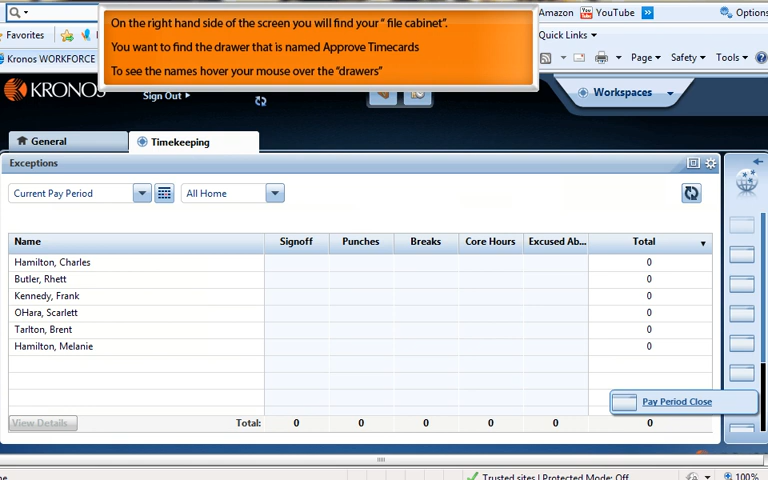 On the right hand side of the screen you will find your “ file cabinet”.
You want to find the drawer that is named Approve Timecards
To see the names hover your mouse over the “drawers”
Amazon YouTube Options
Favorites Quick Links
Kronos WORKFORCE Page Safety Tools
KRONOS Sign Out Workspaces
General Timekeeping
Exceptions
Current Pay Period All Home
Name Signoff Punches Breaks Core Hours Excused Ab... Total
Hamilton, Charles 0
Butler, Rhett 0
Kennedy, Frank 0
OHara, Scarlett 0
Tarlton, Brent 0
Hamilton, Melanie 0
Pay Period Close
View Details Total: 0 0 0 0 0 0
Trusted sites | Protected Mode: Off 100%